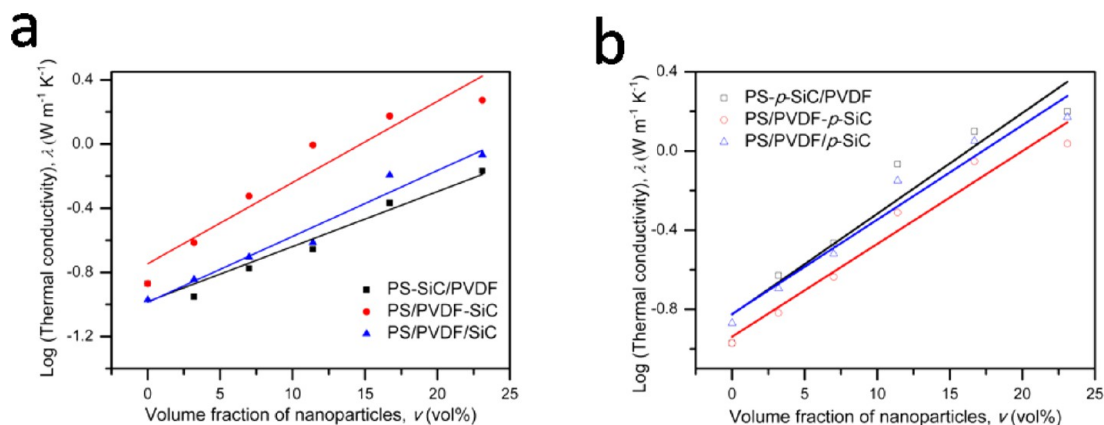 a
Log (Thermal conductivity), λ (W m⁻¹ K⁻¹)
0.4
0.0
-0.4
-0.8
-1.2
PS-SiC/PVDF
PS/PVDF-SiC
PS/PVDF/SiC
0 5 10 15 20 25
Volume fraction of nanoparticles, v (vol%)
b
Log (Thermal conductivity), λ (W m⁻¹ K⁻¹)
0.4
0.0
-0.4
-0.8
PS-p-SiC/PVDF
PS/PVDF-p-SiC
PS/PVDF/p-SiC
0 5 10 15 20 25
Volume fraction of nanoparticles, v (vol%)